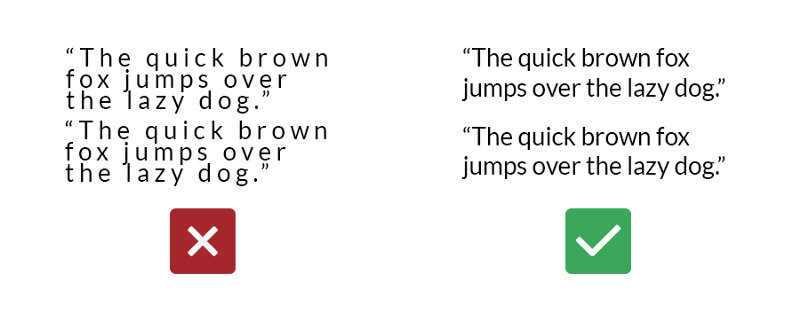 “The quick brown
fox jumps over
the lazy dog.”
“The quick brown
fox jumps over
the lazy dog.”
“The quick brown fox
jumps over the lazy dog.”
“The quick brown fox
jumps over the lazy dog.”